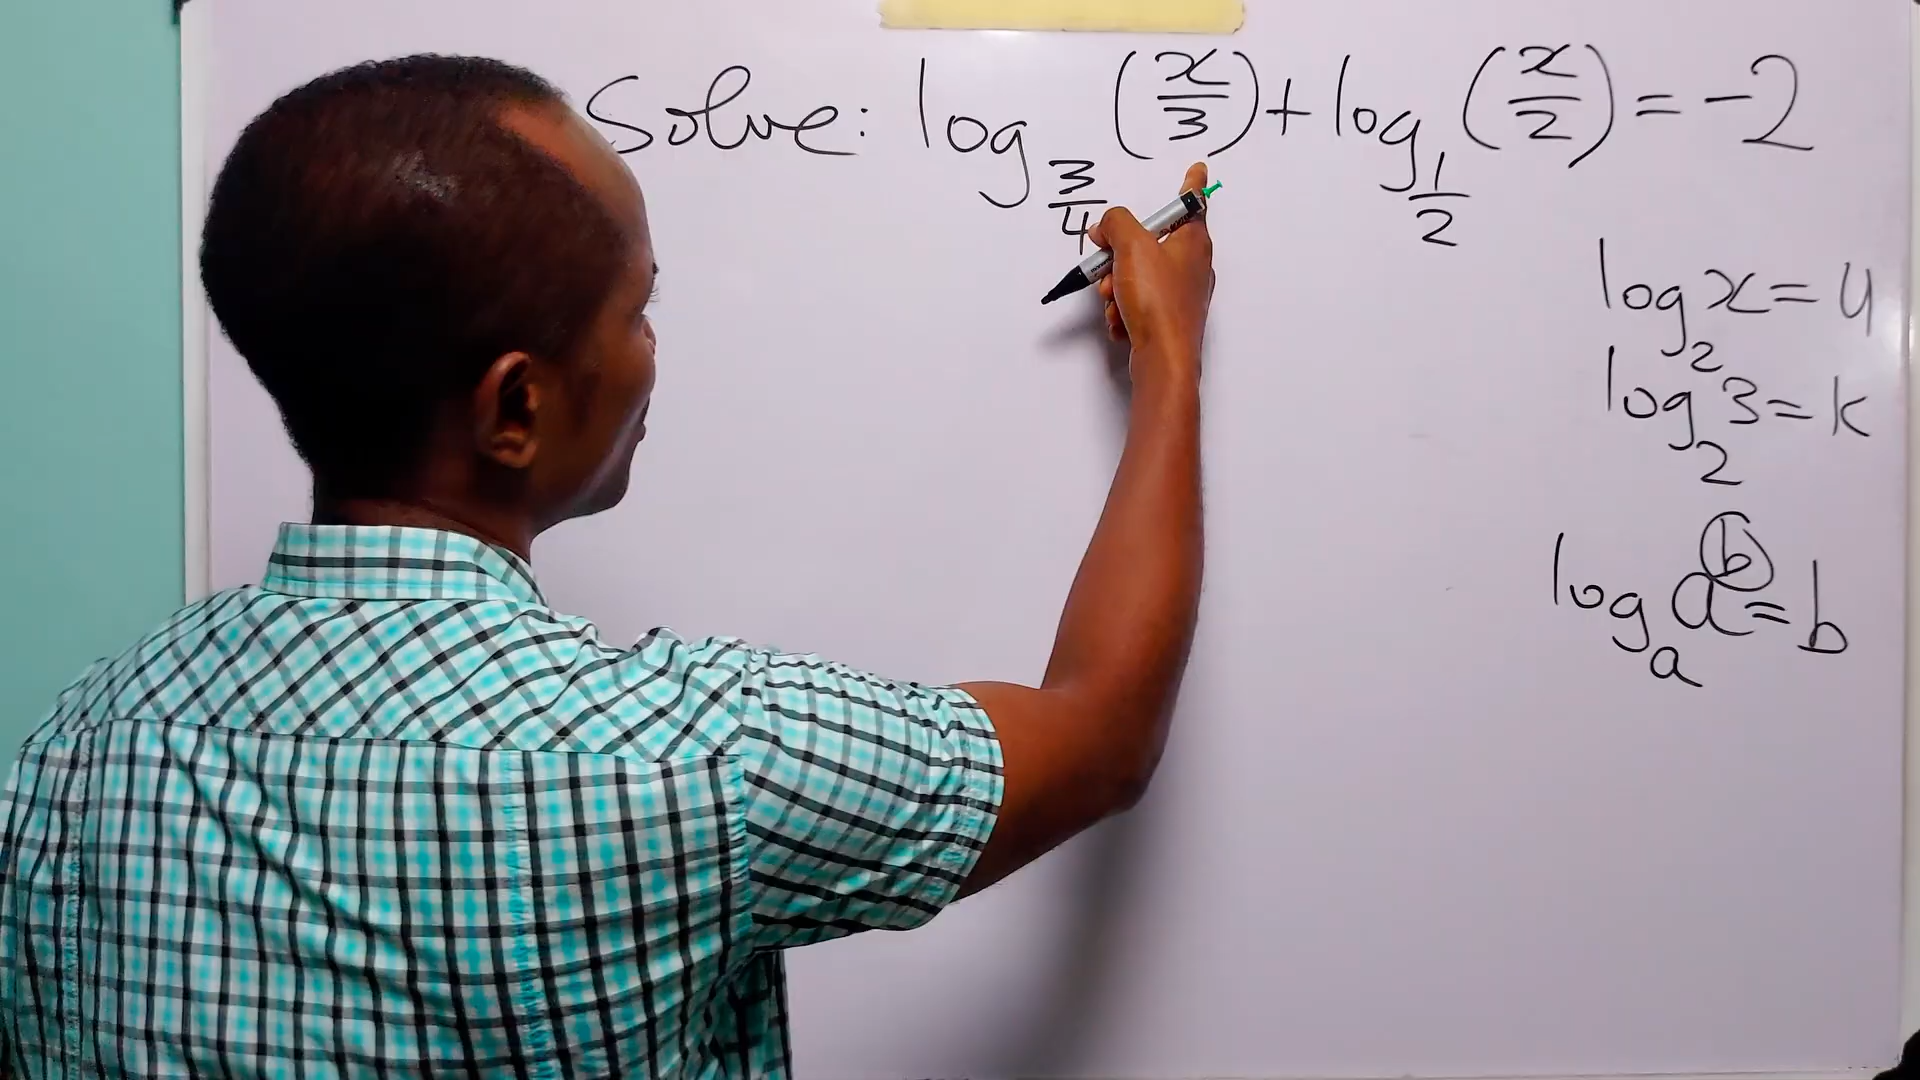 Solve: log_{3/4}(x/3) + log_{1/2}(x/2) = -2
log_2 x = y
log_2 3 = k
log_a a^b = b